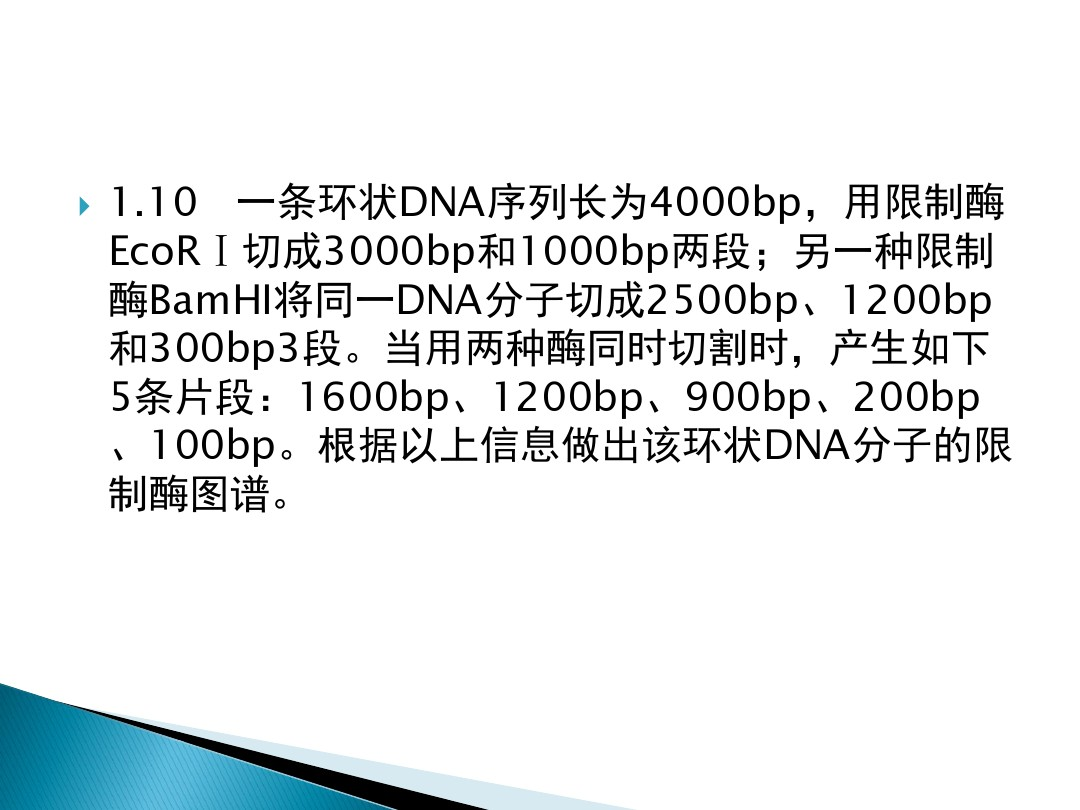 1.10 一条环状DNA序列长为4000bp，用限制酶
EcoRⅠ切成3000bp和1000bp两段；另一种限制
酶BamHI将同一DNA分子切成2500bp、1200bp
和300bp3段。当用两种酶同时切割时，产生如下
5条片段：1600bp、1200bp、900bp、200bp
、100bp。根据以上信息做出该环状DNA分子的限
制酶图谱。